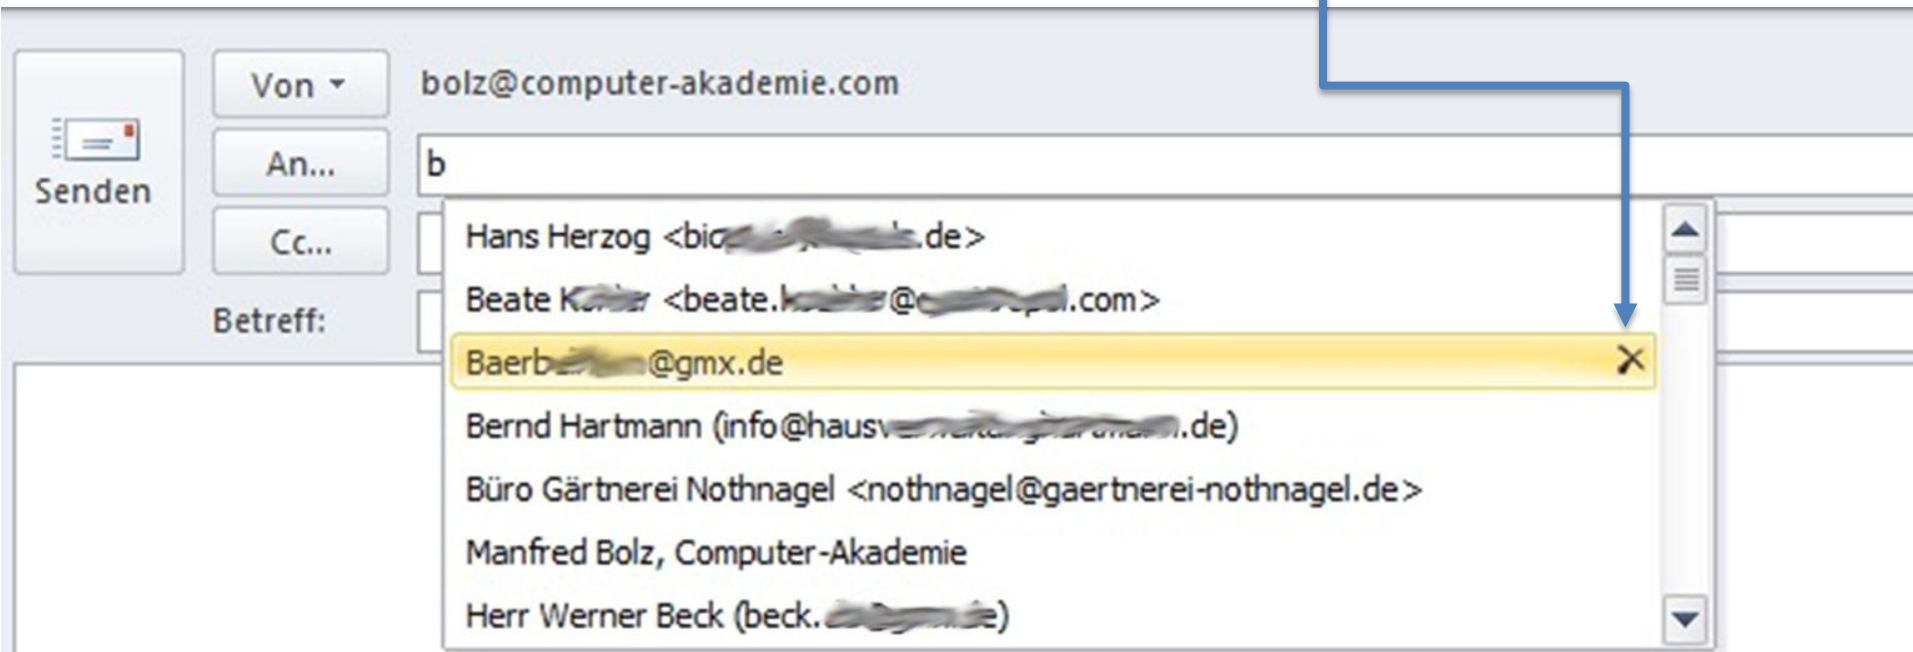 Von
bolz@computer-akademie.com
Senden
An...
b
Cc...
Betreff:
Hans Herzog <bi .de>
Beate K <beate. @ .com>
Baerb @gmx.de
Bernd Hartmann (info@hausv .de)
Büro Gärtnerei Nothnagel <nothnagel@gaertnerei-nothnagel.de>
Manfred Bolz, Computer-Akademie
Herr Werner Beck (beck. )